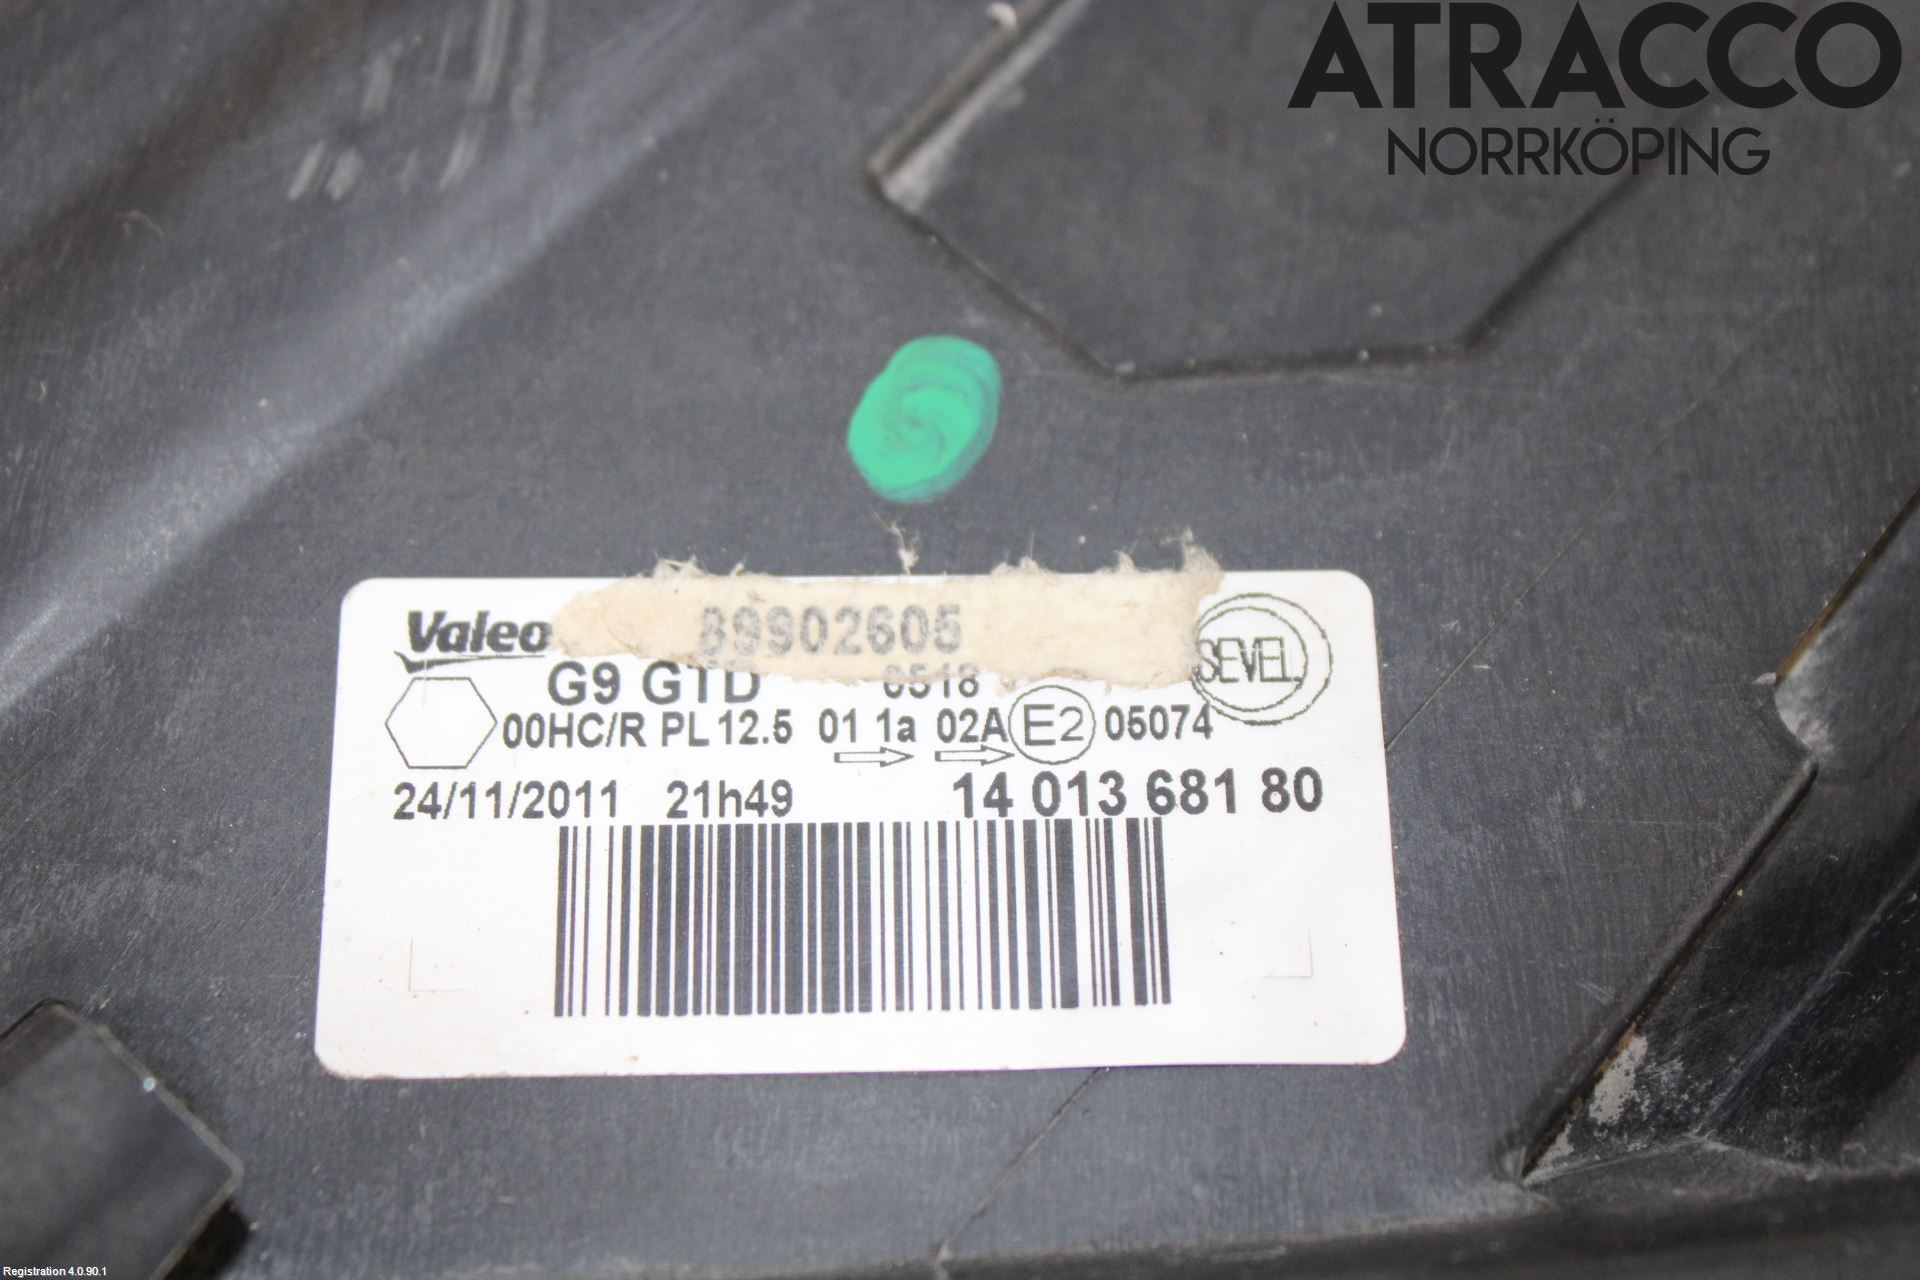 ATRACCO
NORRKÖPING
Valeo 89902605 SEVEL
G9 GTD 0518
00HC/R PL 12.5 01 1a 02A E2 05074
24/11/2011 21h49 14 013 681 80
Registration 4.0.90.1